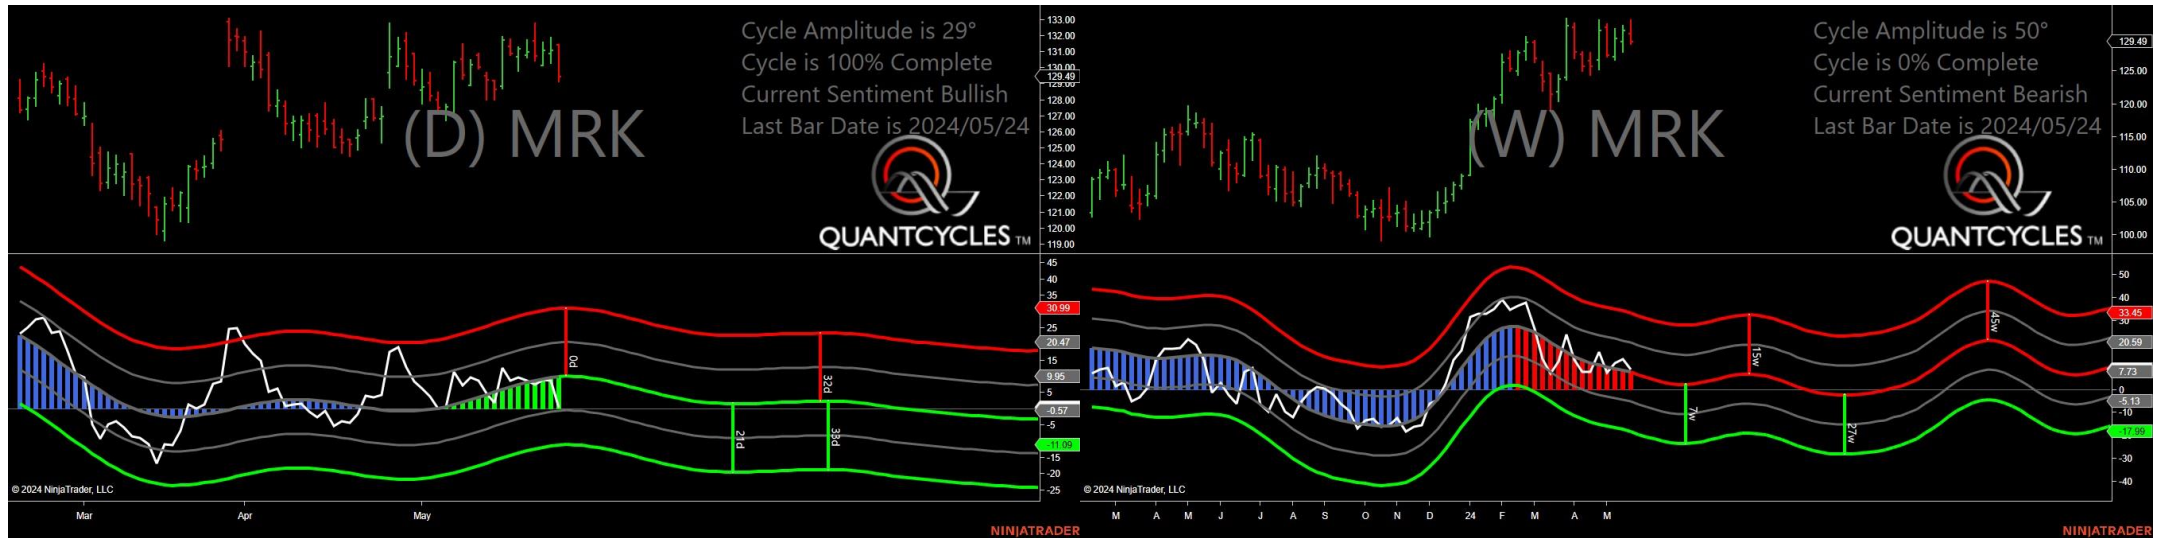 Cycle Amplitude is 29°
Cycle is 100% Complete
Current Sentiment Bullish
Last Bar Date is 2024/05/24
(D) MRK
QUANTCYCLES TM
133.00
132.00
131.00
130.00
129.49
128.00
127.00
126.00
125.00
124.00
123.00
122.00
121.00
120.00
119.00
45
40
35
30.99
25
20.47
15
9.95
5
-0.57
-5
-11.09
-15
-20
-25
0d
21d
32d
33d
© 2024 NinjaTrader, LLC
Mar
Apr
May
NINJATRADER
Cycle Amplitude is 50°
Cycle is 0% Complete
Current Sentiment Bearish
Last Bar Date is 2024/05/24
(W) MRK
QUANTCYCLES TM
129.49
125.00
120.00
115.00
110.00
105.00
100.00
50
40
33.45
30
20.59
7.73
0
-5.13
-10
-17.99
-30
-40
7w
15w
27w
45w
© 2024 NinjaTrader, LLC
M A M J J A S O N D 24 F M A M
NINJATRADER